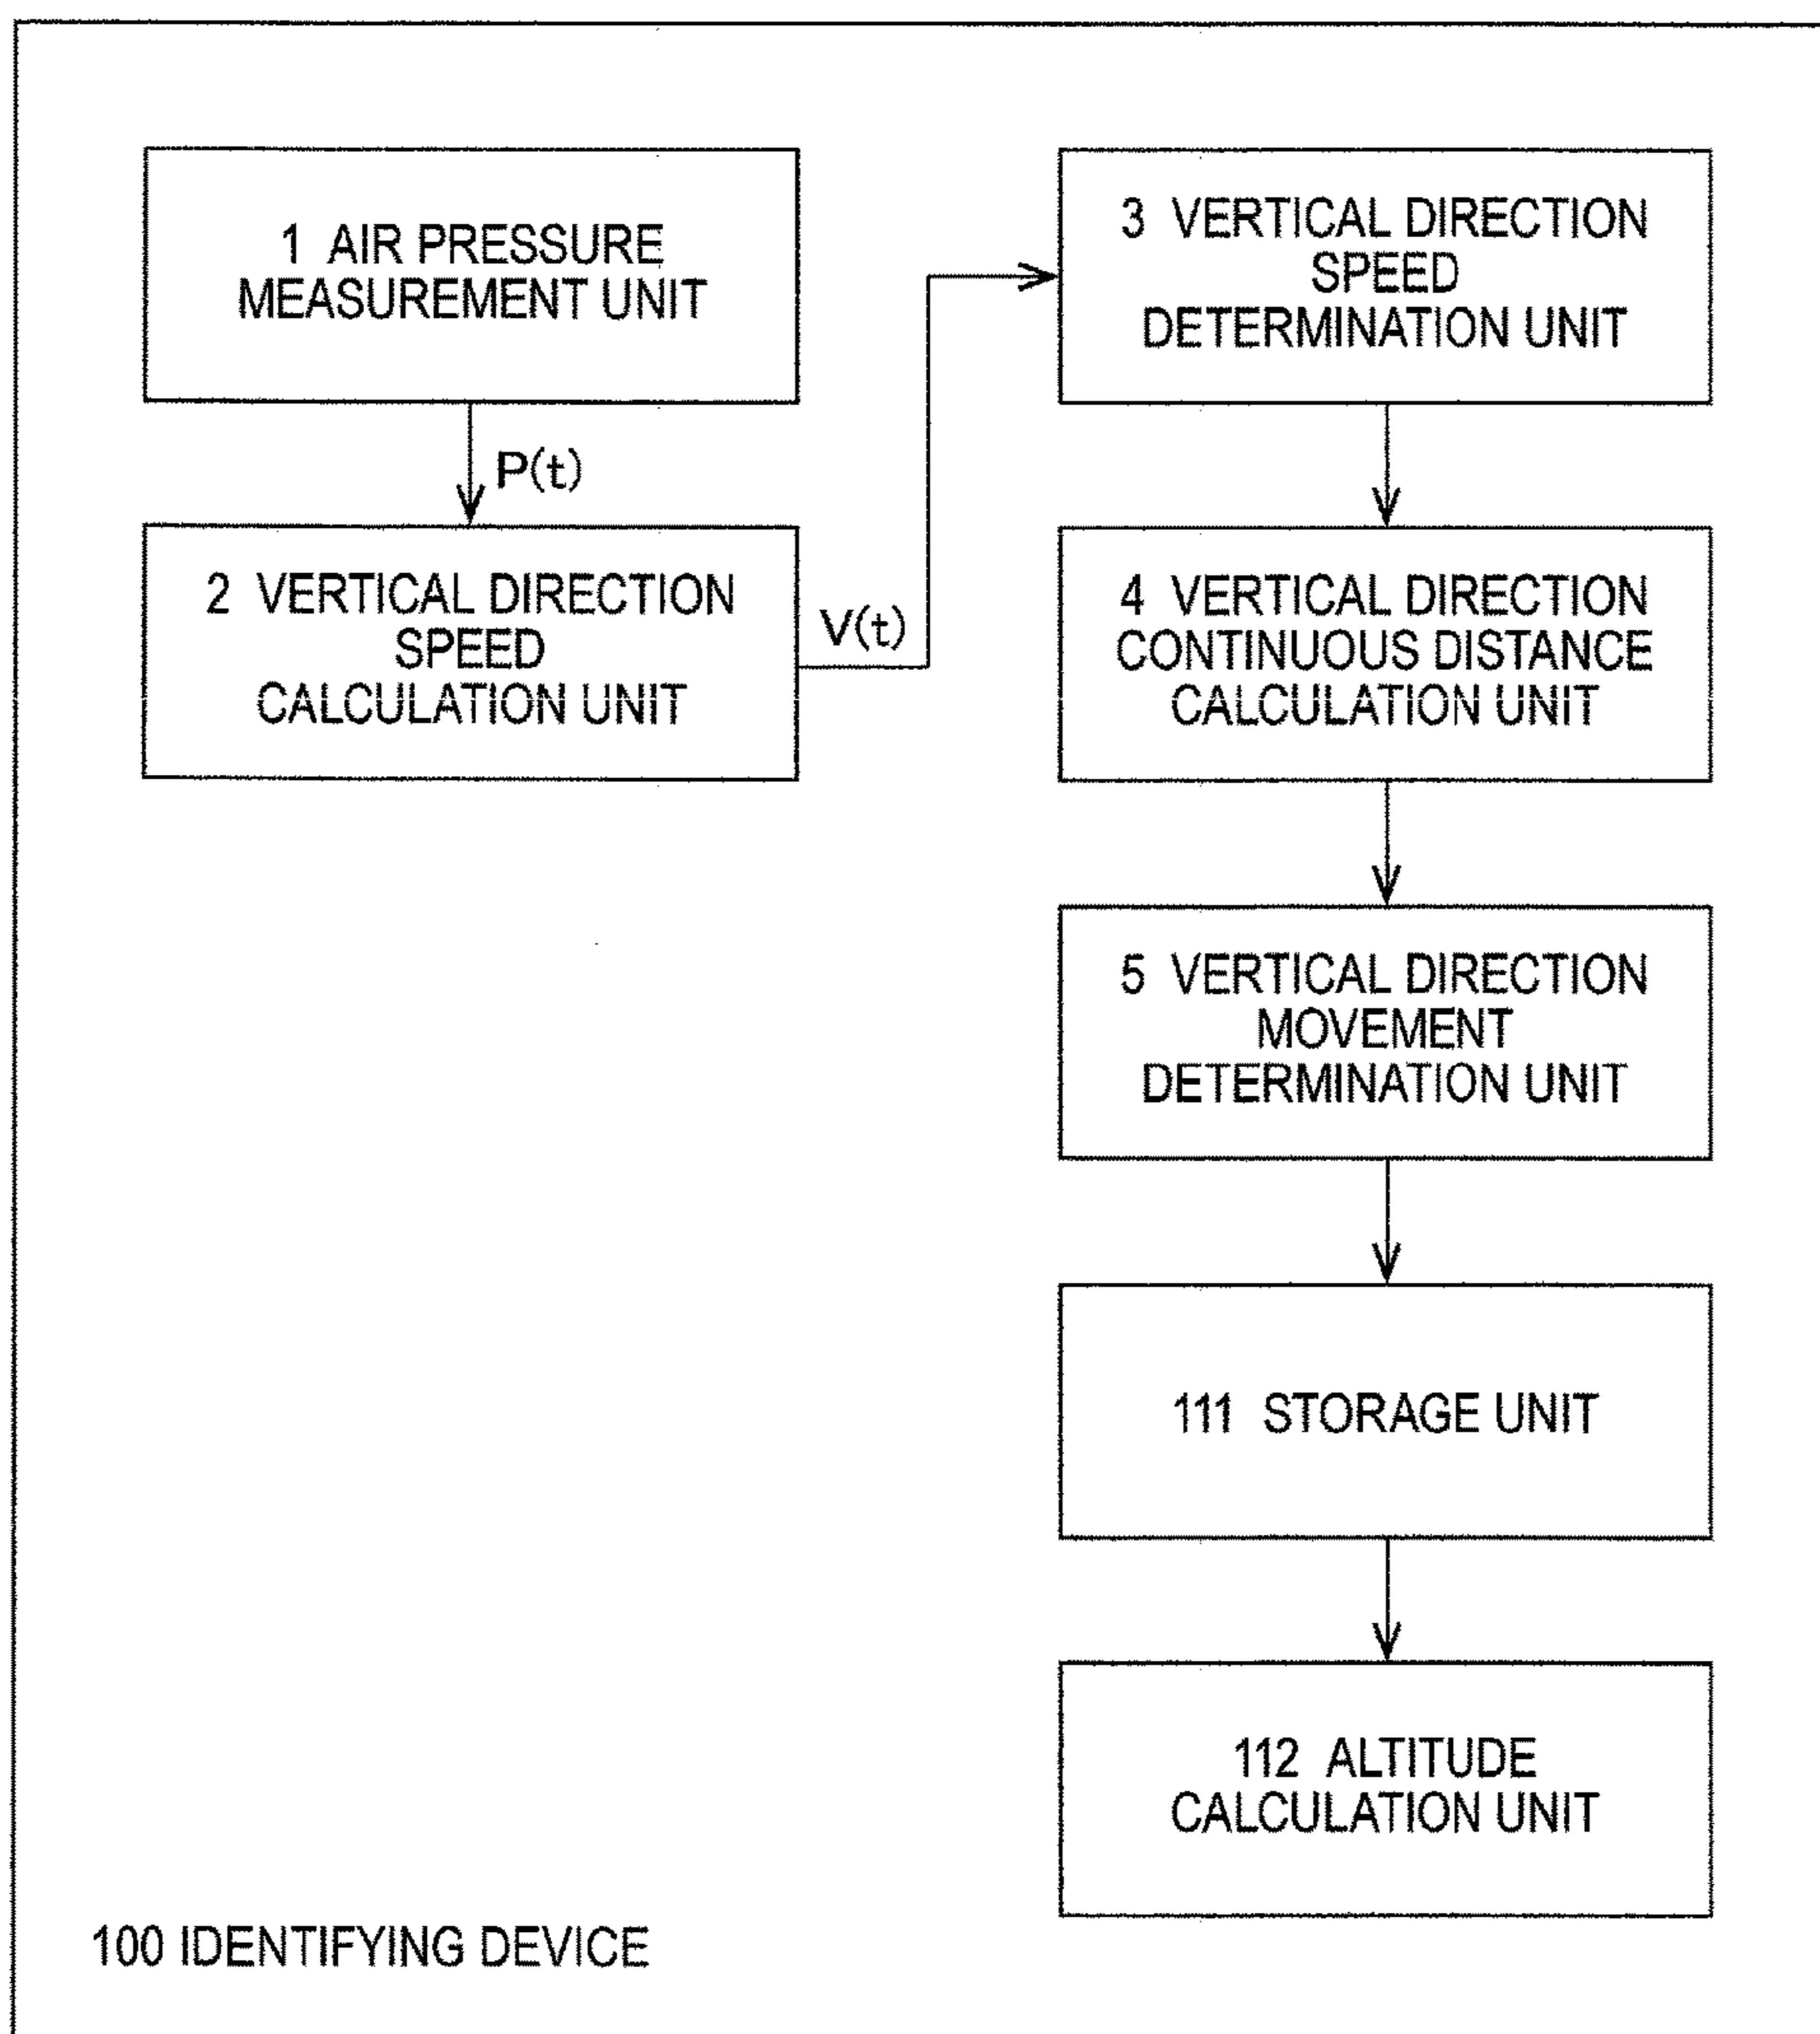 1 AIR PRESSURE
MEASUREMENT UNIT
P(t)
2 VERTICAL DIRECTION
SPEED
CALCULATION UNIT
V(t)
3 VERTICAL DIRECTION
SPEED
DETERMINATION UNIT
4 VERTICAL DIRECTION
CONTINUOUS DISTANCE
CALCULATION UNIT
5 VERTICAL DIRECTION
MOVEMENT
DETERMINATION UNIT
111 STORAGE UNIT
112 ALTITUDE
CALCULATION UNIT
100 IDENTIFYING DEVICE